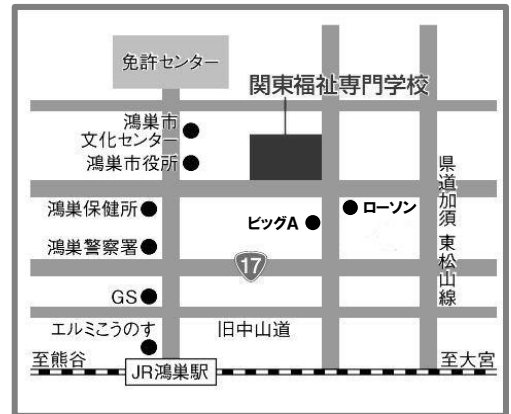 免許センター
関東福祉専門学校
鴻巣市
文化センター
鴻巣市役所
鴻巣保健所
ローソン
ビッグA
県道加須東松山線
鴻巣警察署
17
GS
エルミこうのす
旧中山道
至熊谷
至大宮
JR鴻巣駅